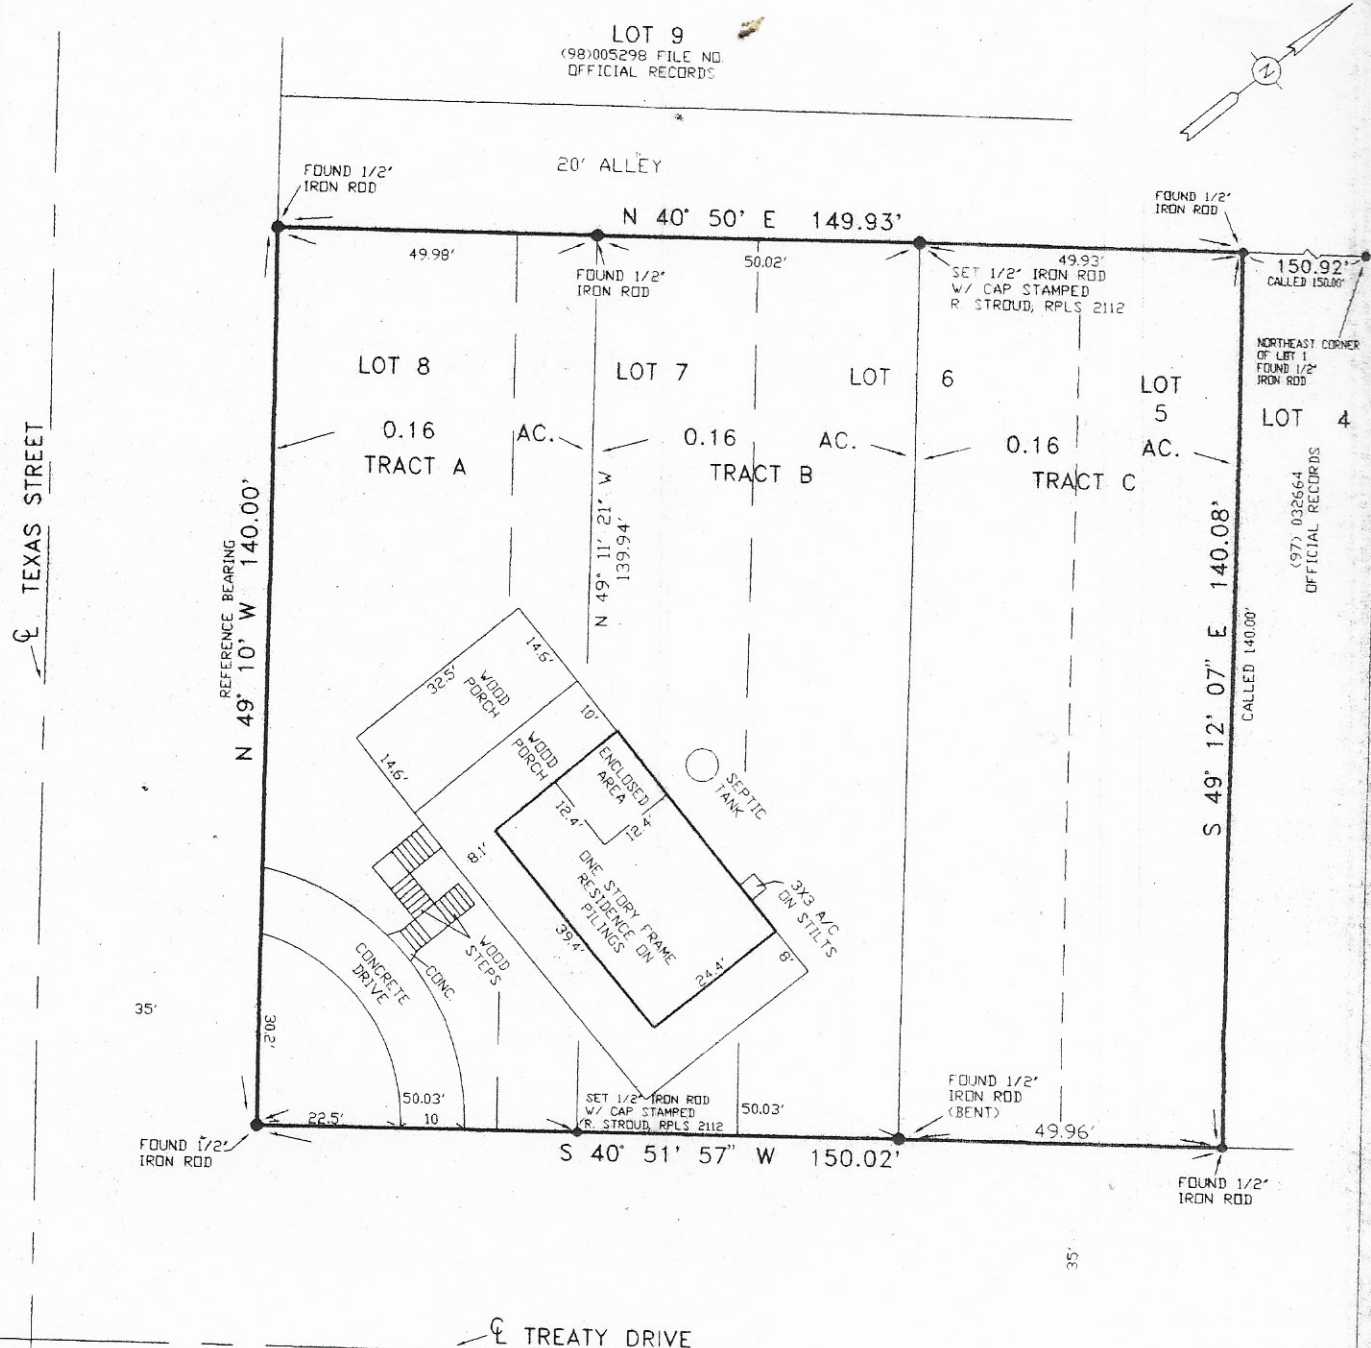 LOT 9
(98)005298 FILE NO.
OFFICIAL RECORDS
N
20' ALLEY
FOUND 1/2"
IRON ROD
N 40° 50' E 149.93'
FOUND 1/2"
IRON ROD
49.98'
FOUND 1/2"
IRON ROD
50.02'
49.93'
SET 1/2" IRON ROD
W/ CAP STAMPED
R. STROUD, RPLS 2112
150.92'
CALLED 150.00'
NORTHEAST CORNER
OF LOT 1
FOUND 1/2"
IRON ROD
LOT 8
LOT 7
LOT 6
LOT
5
LOT 4
0.16 AC.
TRACT A
0.16 AC.
TRACT B
0.16 AC.
TRACT C
(97) 032664
OFFICIAL RECORDS
℄ TEXAS STREET
REFERENCE BEARING
N 49° 10' W 140.00'
N 49° 11' 21" W
139.94'
S 49° 12' 07" E 140.08'
CALLED 140.00'
14.6'
32.5'
WOOD
PORCH
14.6'
10'
WOOD
PORCH
ENCLOSED
AREA
12.4'
12.4'
8.1'
SEPTIC
TANK
ONE STORY FRAME
RESIDENCE ON
PILINGS
39.4'
24.4'
8'
3X3 A/C
ON STILTS
WOOD
STEPS
CONC.
CONCRETE
DRIVE
35'
30.2'
50.03'
22.5'
10
SET 1/2" IRON ROD
W/ CAP STAMPED
R. STROUD, RPLS 2112
50.03'
FOUND 1/2"
IRON ROD
(BENT)
49.96'
FOUND 1/2"
IRON ROD
S 40° 51' 57" W 150.02'
FOUND 1/2"
IRON ROD
35'
℄ TREATY DRIVE